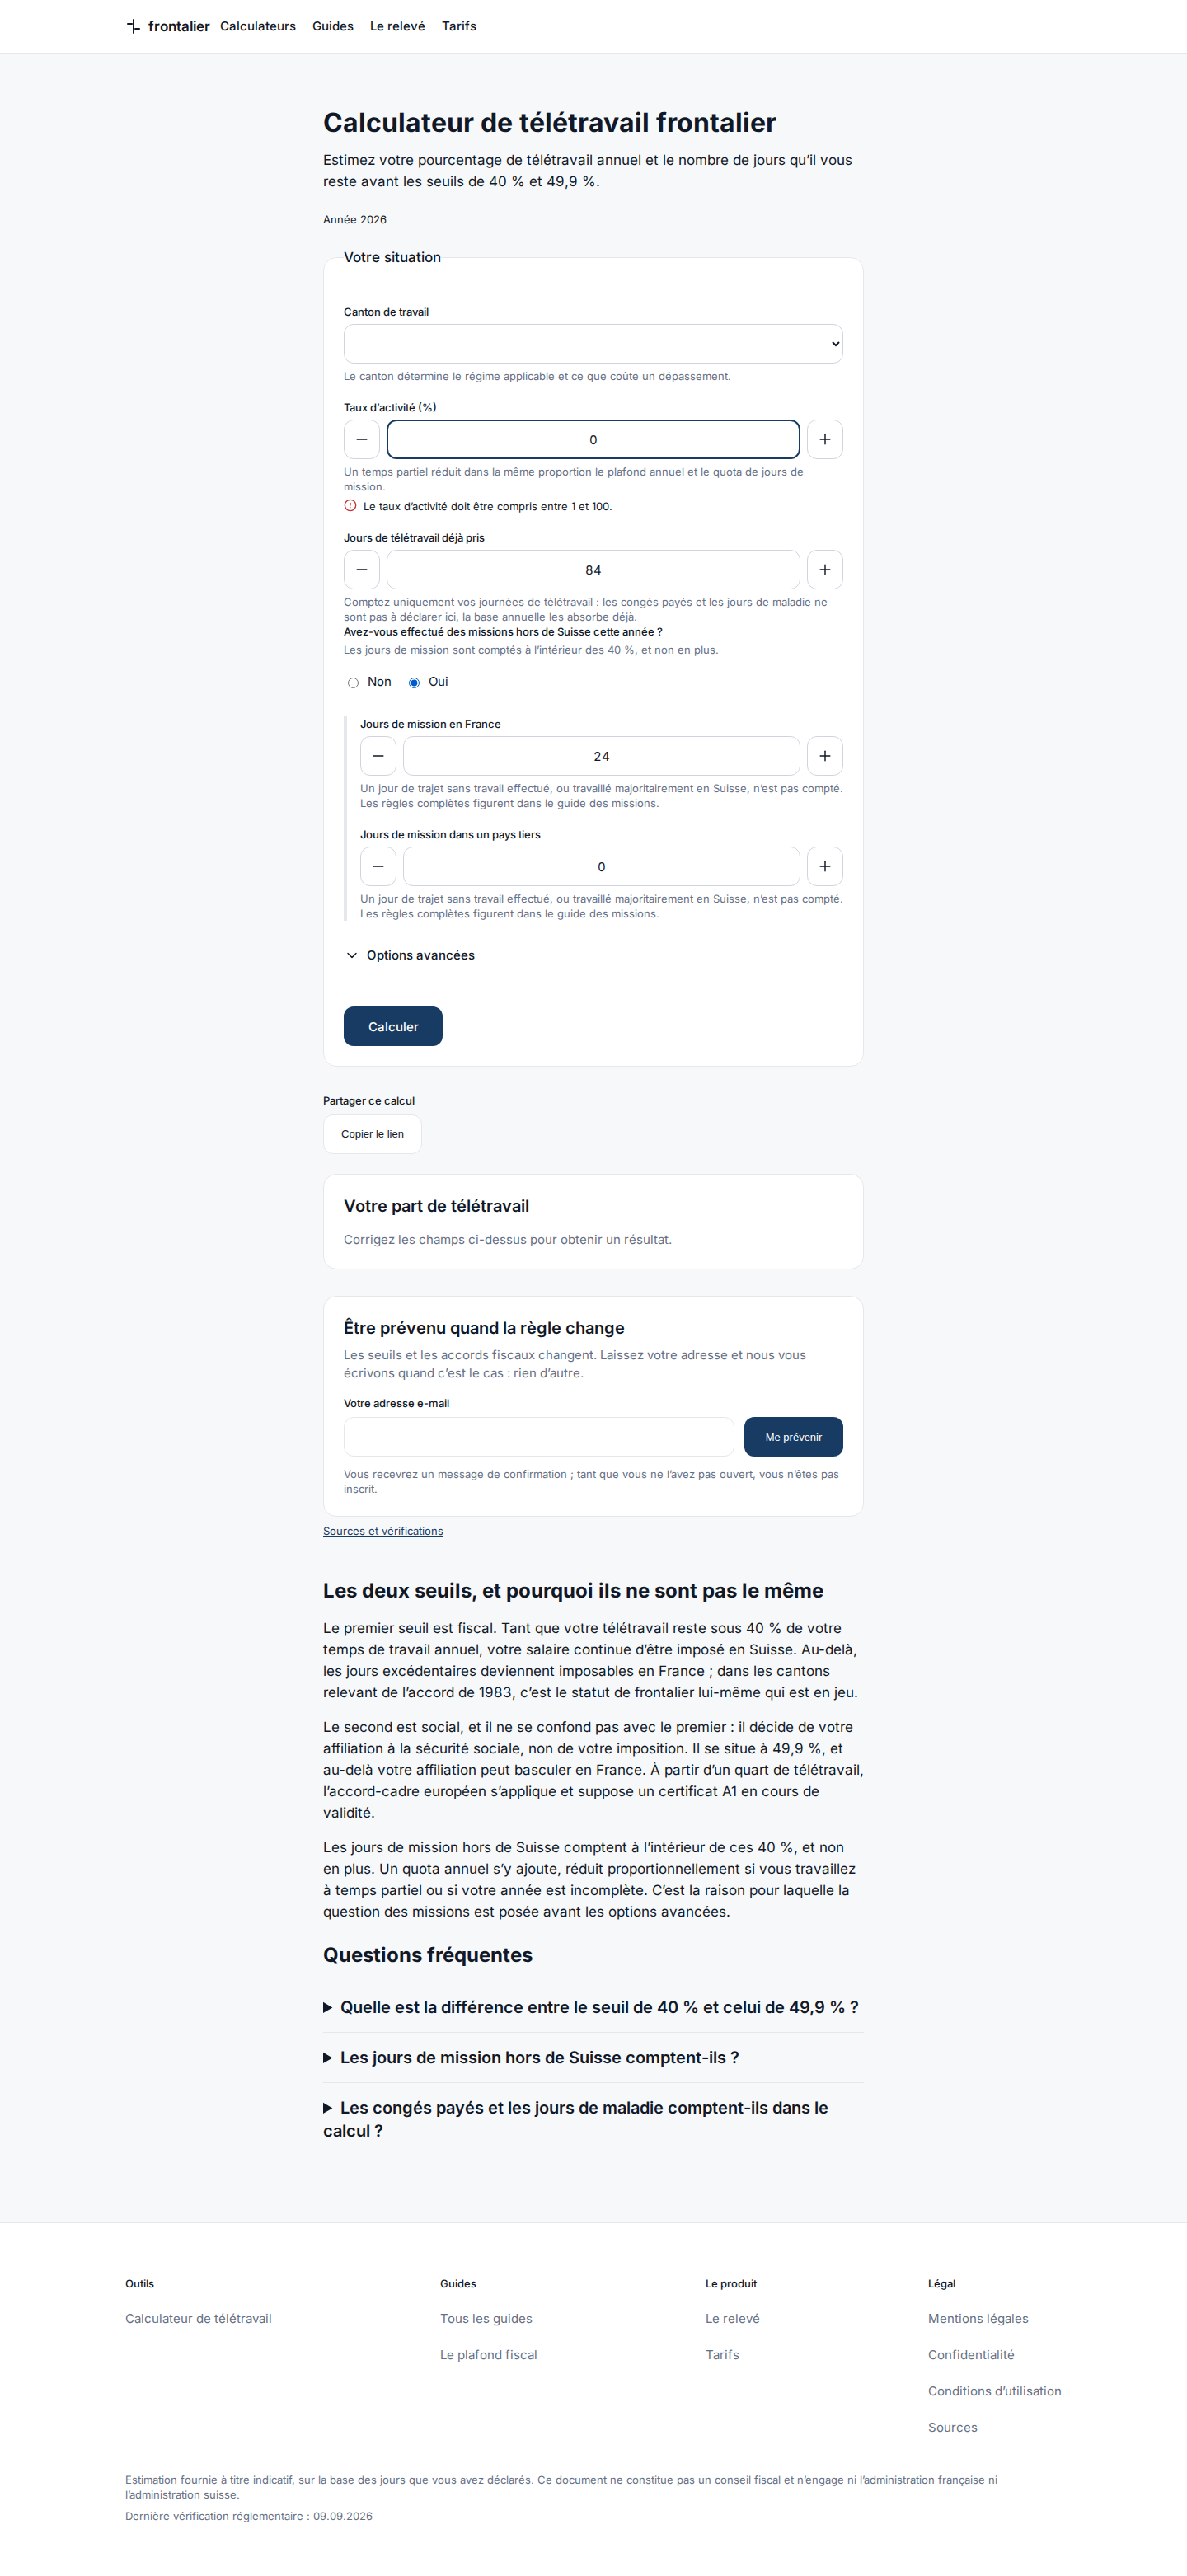 frontalier Calculateurs Guides Le relevé Tarifs
Calculateur de télétravail frontalier
Estimez votre pourcentage de télétravail annuel et le nombre de jours qu’il vous
reste avant les seuils de 40 % et 49,9 %.
Année 2026
Votre situation
Canton de travail
Le canton détermine le régime applicable et ce que coûte un dépassement.
Taux d’activité (%)
0
Un temps partiel réduit dans la même proportion le plafond annuel et le quota de jours de
mission.
Le taux d’activité doit être compris entre 1 et 100.
Jours de télétravail déjà pris
84
Comptez uniquement vos journées de télétravail : les congés payés et les jours de maladie ne
sont pas à déclarer ici, la base annuelle les absorbe déjà.
Avez-vous effectué des missions hors de Suisse cette année ?
Les jours de mission sont comptés à l’intérieur des 40 %, et non en plus.
Non Oui
Jours de mission en France
24
Un jour de trajet sans travail effectué, ou travaillé majoritairement en Suisse, n’est pas compté.
Les règles complètes figurent dans le guide des missions.
Jours de mission dans un pays tiers
0
Un jour de trajet sans travail effectué, ou travaillé majoritairement en Suisse, n’est pas compté.
Les règles complètes figurent dans le guide des missions.
Options avancées
Calculer
Partager ce calcul
Copier le lien
Votre part de télétravail
Corrigez les champs ci-dessus pour obtenir un résultat.
Être prévenu quand la règle change
Les seuils et les accords fiscaux changent. Laissez votre adresse et nous vous
écrivons quand c’est le cas : rien d’autre.
Votre adresse e-mail
Me prévenir
Vous recevrez un message de confirmation ; tant que vous ne l’avez pas ouvert, vous n’êtes pas
inscrit.
Sources et vérifications
Les deux seuils, et pourquoi ils ne sont pas le même
Le premier seuil est fiscal. Tant que votre télétravail reste sous 40 % de votre
temps de travail annuel, votre salaire continue d’être imposé en Suisse. Au-delà,
les jours excédentaires deviennent imposables en France ; dans les cantons
relevant de l’accord de 1983, c’est le statut de frontalier lui-même qui est en jeu.
Le second est social, et il ne se confond pas avec le premier : il décide de votre
affiliation à la sécurité sociale, non de votre imposition. Il se situe à 49,9 %, et
au-delà votre affiliation peut basculer en France. À partir d’un quart de télétravail,
l’accord-cadre européen s’applique et suppose un certificat A1 en cours de
validité.
Les jours de mission hors de Suisse comptent à l’intérieur de ces 40 %, et non
en plus. Un quota annuel s’y ajoute, réduit proportionnellement si vous travaillez
à temps partiel ou si votre année est incomplète. C’est la raison pour laquelle la
question des missions est posée avant les options avancées.
Questions fréquentes
Quelle est la différence entre le seuil de 40 % et celui de 49,9 % ?
Les jours de mission hors de Suisse comptent-ils ?
Les congés payés et les jours de maladie comptent-ils dans le
calcul ?
Outils Guides Le produit Légal
Calculateur de télétravail Tous les guides Le relevé Mentions légales
Le plafond fiscal Tarifs Confidentialité
Conditions d’utilisation
Sources
Estimation fournie à titre indicatif, sur la base des jours que vous avez déclarés. Ce document ne constitue pas un conseil fiscal et n’engage ni l’administration française ni
l’administration suisse.
Dernière vérification réglementaire : 09.09.2026